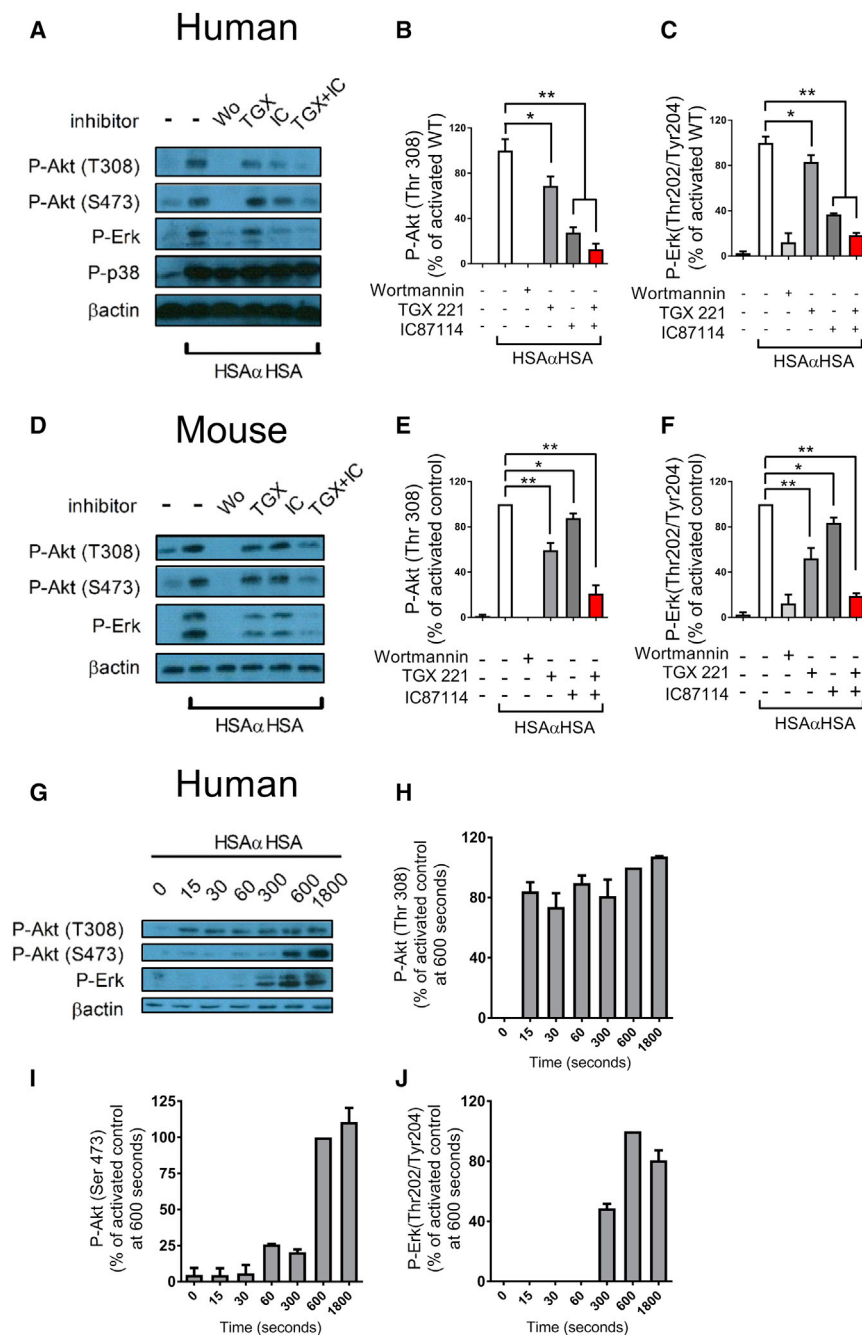 A
Human
inhibitor - - Wo TGX IC TGX+IC
P-Akt (T308)
P-Akt (S473)
P-Erk
P-p38
βactin
HSAα HSA
B
P-Akt (Thr 308)
(% of activated WT)
120
80
40
0
**
*
Wortmannin - - + - - -
TGX 221 - - - + - +
IC87114 - - - - + +
HSAαHSA
C
P-Erk(Thr202/Tyr204)
(% of activated WT)
120
80
40
0
**
*
Wortmannin - - + - - -
TGX 221 - - - + - +
IC87114 - - - - + +
HSAαHSA
D
Mouse
inhibitor - - Wo TGX IC TGX+IC
P-Akt (T308)
P-Akt (S473)
P-Erk
βactin
HSAα HSA
E
P-Akt (Thr 308)
(% of activated control)
120
80
40
0
**
*
**
Wortmannin - - + - - -
TGX 221 - - - + - +
IC87114 - - - - + +
HSAαHSA
F
P-Erk(Thr202/Tyr204)
(% of activated control)
120
80
40
0
**
*
**
Wortmannin - - + - - -
TGX 221 - - - + - +
IC87114 - - - - + +
HSAαHSA
G
Human
HSAα HSA
0 15 30 60 300 600 1800
P-Akt (T308)
P-Akt (S473)
P-Erk
βactin
H
P-Akt (Thr 308)
(% of activated control
at 600 seconds)
120
80
40
0
0 15 30 60 300 600 1800
Time (seconds)
I
P-Akt (Ser 473)
(% of activated control
at 600 seconds)
125
100
75
50
25
0
0 15 30 60 300 600 1800
Time (seconds)
J
P-Erk(Thr202/Tyr204)
(% of activated control
at 600 seconds)
120
80
40
0
0 15 30 60 300 600 1800
Time (seconds)